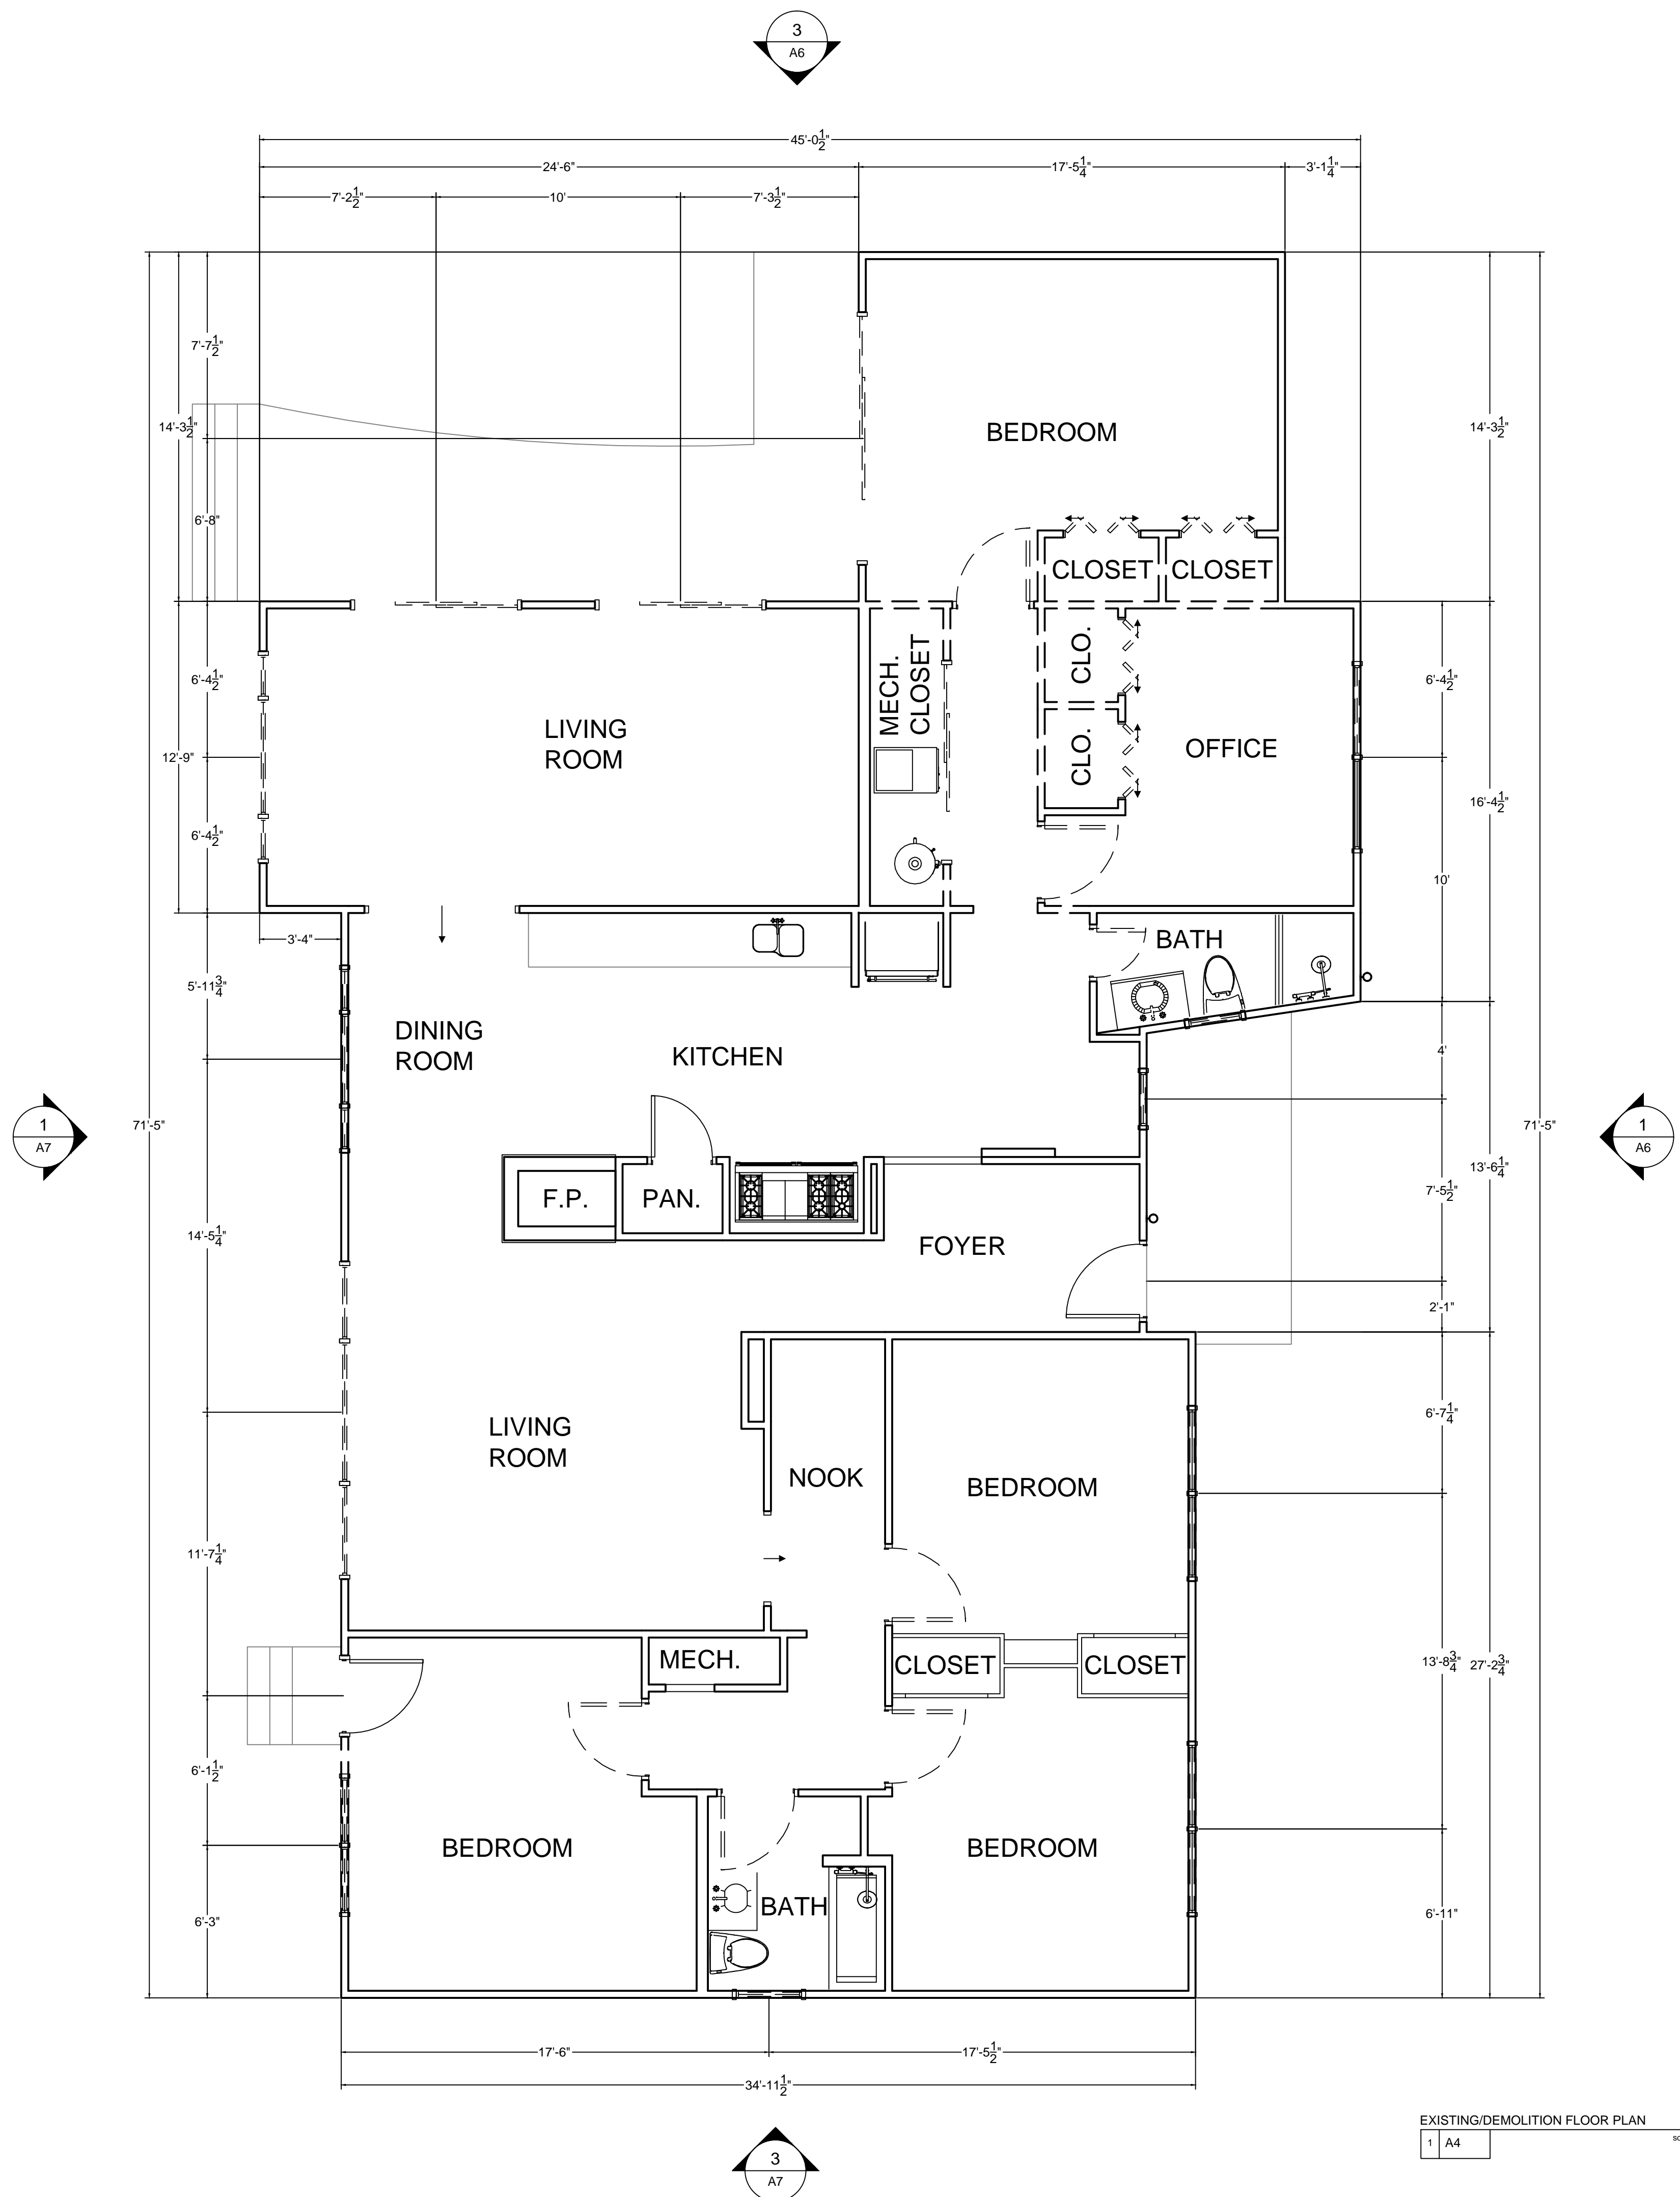 3
A6
45'-0 1/2"
24'-6"
17'-5 1/4"
3'-1 1/4"
7'-2 1/2"
10'
7'-3 1/2"
7'-7 1/2"
14'-3 1/2"
14'-3 1/2"
BEDROOM
6'-8"
CLOSET
CLOSET
MECH.
CLOSET
CLO.
6'-4 1/2"
6'-4 1/2"
LIVING
ROOM
CLO.
OFFICE
12'-9"
16'-4 1/2"
6'-4 1/2"
10'
3'-4"
BATH
5'-11 3/4"
DINING
ROOM
KITCHEN
4'
1
A7
71'-5"
71'-5"
1
A6
13'-6 1/4"
F.P.
PAN.
7'-5 1/2"
14'-5 1/4"
FOYER
2'-1"
6'-7 1/4"
LIVING
ROOM
NOOK
BEDROOM
11'-7 1/4"
MECH.
CLOSET
CLOSET
13'-8 3/4"
27'-2 3/4"
6'-1 1/2"
BEDROOM
BEDROOM
BATH
6'-3"
6'-11"
17'-6"
17'-5 1/2"
34'-11 1/2"
3
A7
EXISTING/DEMOLITION FLOOR PLAN
1
A4